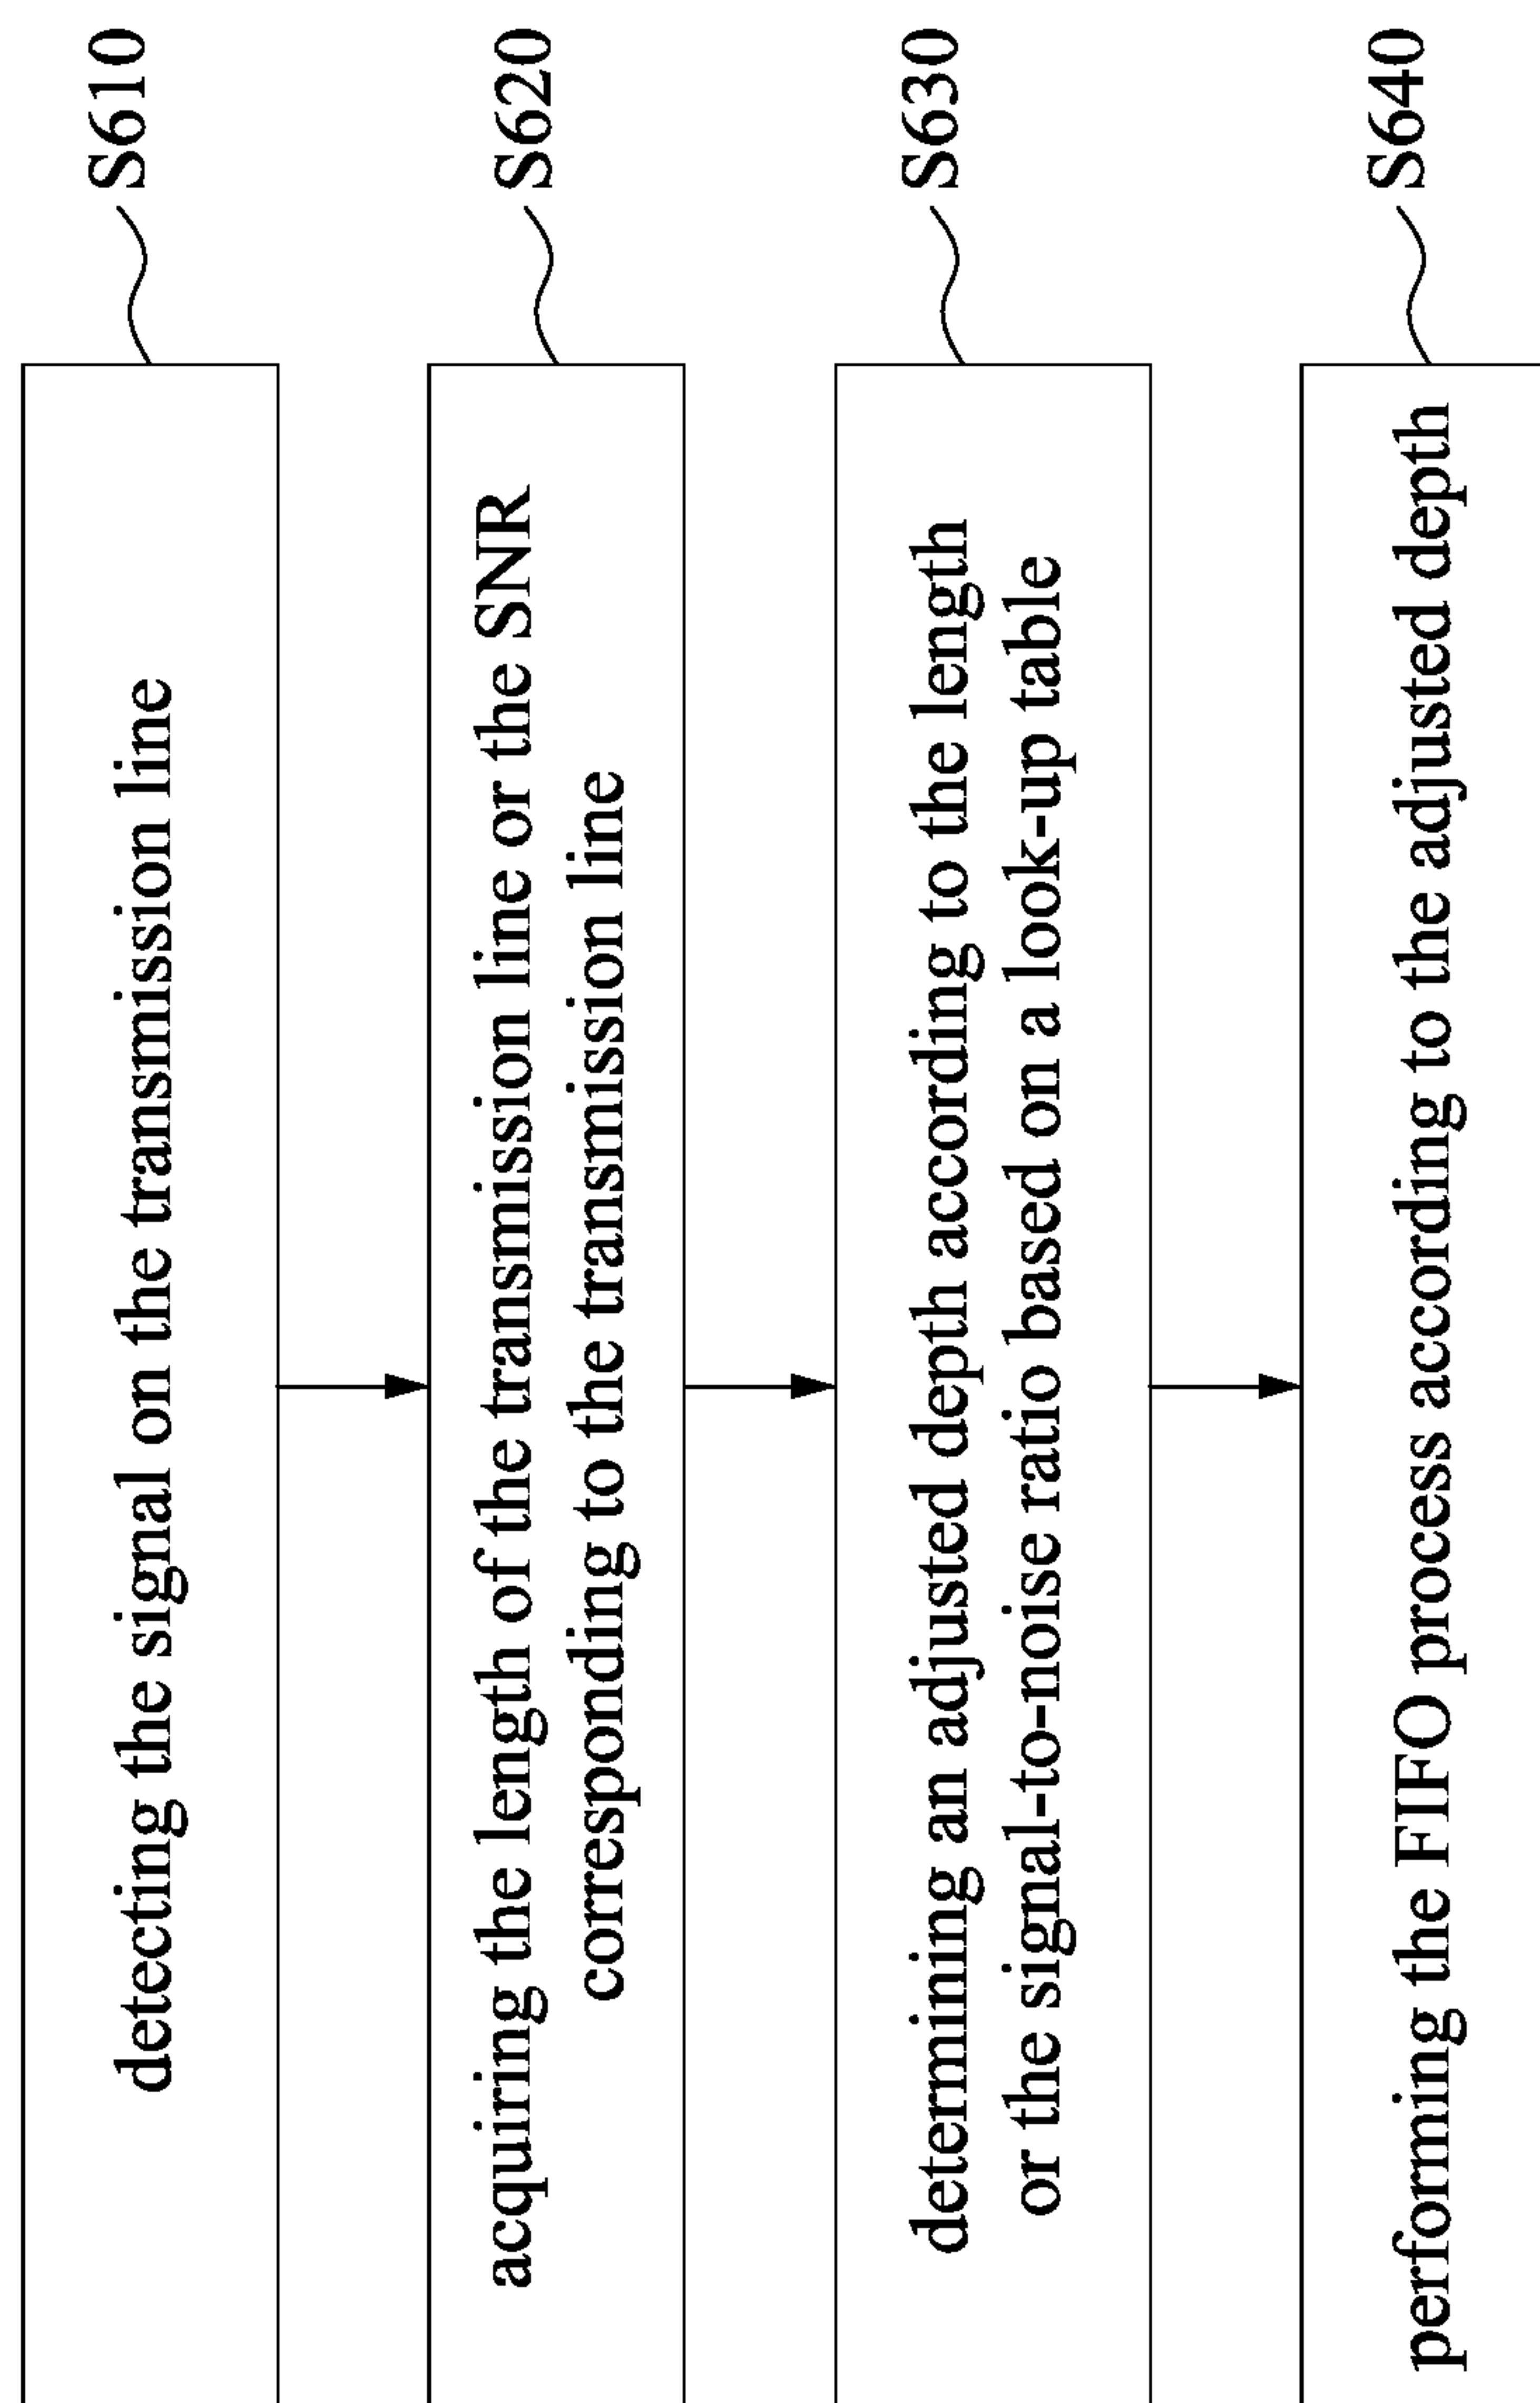 detecting the signal on the transmission line
S610
acquiring the length of the transmission line or the SNR
corresponding to the transmission line
S620
determining an adjusted depth according to the length
or the signal-to-noise ratio based on a look-up table
S630
performing the FIFO process according to the adjusted depth
S640